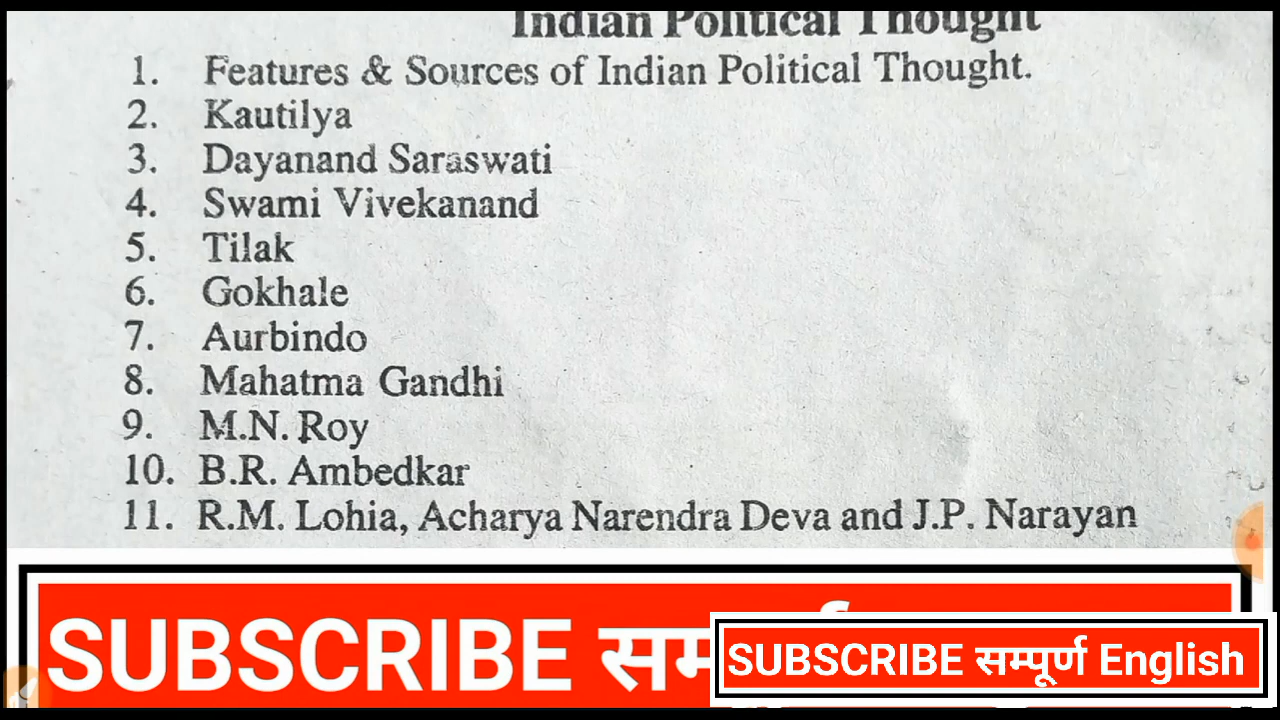 Indian Political Thought
1. Features & Sources of Indian Political Thought.
2. Kautilya
3. Dayanand Saraswati
4. Swami Vivekanand
5. Tilak
6. Gokhale
7. Aurbindo
8. Mahatma Gandhi
9. M.N. Roy
10. B.R. Ambedkar
11. R.M. Lohia, Acharya Narendra Deva and J.P. Narayan
SUBSCRIBE
SUBSCRIBE सम्पूर्ण English